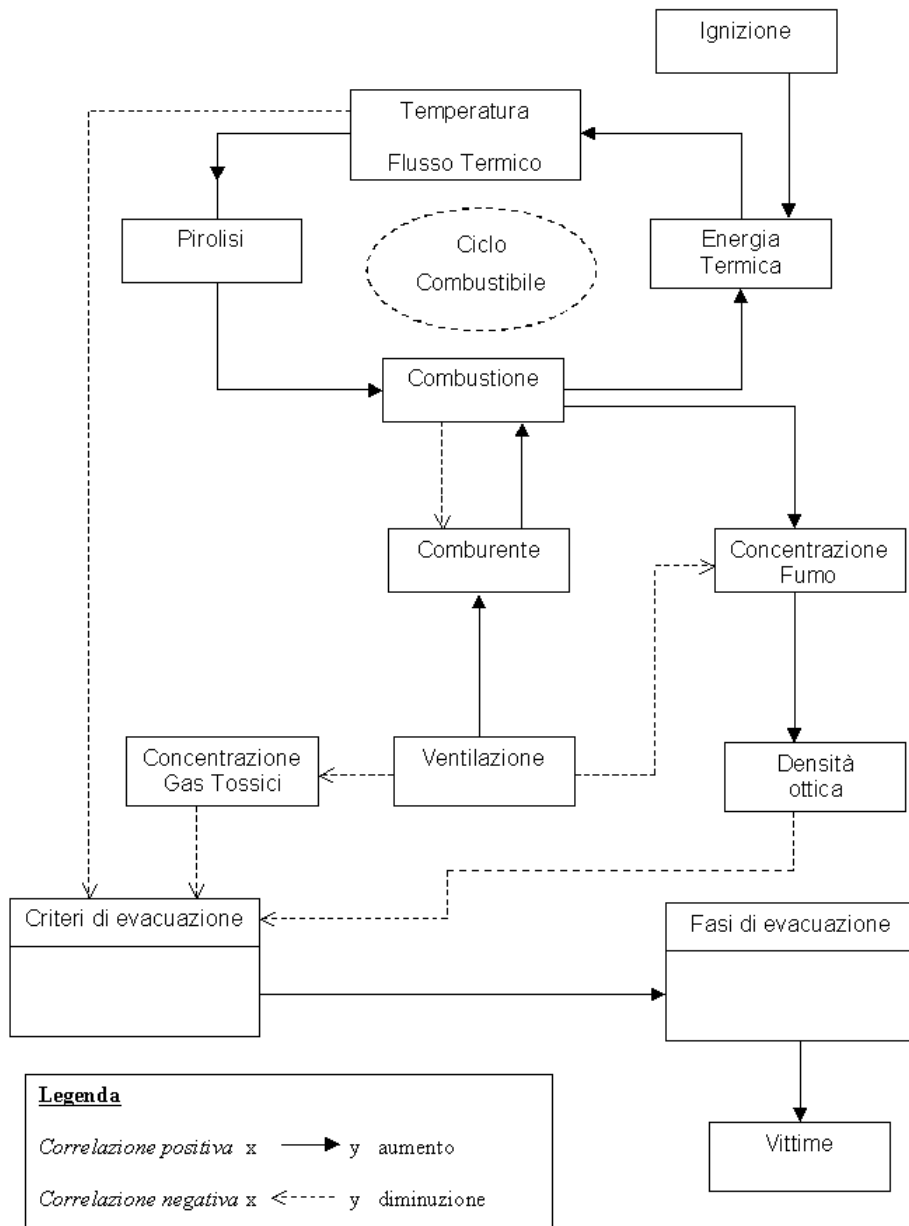 Ignizione
Temperatura
Flusso Termico
Pirolisi
Ciclo
Combustibile
Energia
Termica
Combustione
Comburente
Concentrazione
Fumo
Concentrazione
Gas Tossici
Ventilazione
Densità
ottica
Criteri di evacuazione
Fasi di evacuazione
Legenda
Correlazione positiva x y aumento
Correlazione negativa x y diminuzione
Vittime